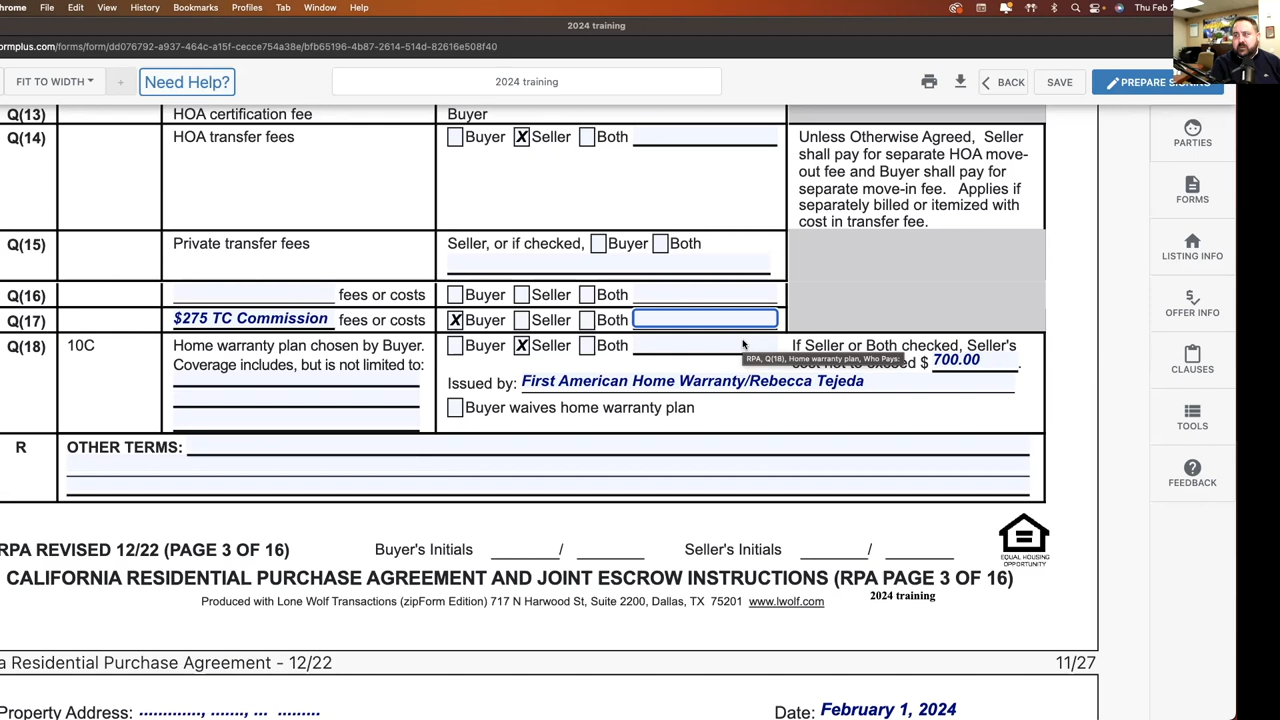 Chrome File Edit View History Bookmarks Profiles Tab Window Help
2024 training
ormplus.com/forms/form/dd076792-a937-464c-a15f-cecce754a38e/bfb65196-4b87-2614-514d-82616e508f40
FIT TO WIDTH
+
Need Help?
2024 training
BACK
SAVE
PREPARE
Q(13) HOA certification fee Buyer
Q(14) HOA transfer fees Buyer X Seller Both
Unless Otherwise Agreed, Seller
shall pay for separate HOA move-
out fee and Buyer shall pay for
separate move-in fee. Applies if
separately billed or itemized with
cost in transfer fee.
Q(15) Private transfer fees Seller, or if checked, Buyer Both
Q(16) fees or costs Buyer Seller Both
Q(17) $275 TC Commission fees or costs X Buyer Seller Both
Q(18) 10C Home warranty plan chosen by Buyer.
Coverage includes, but is not limited to:
Buyer X Seller Both
RPA, Q(18), Home warranty plan, Who Pays:
If Seller or Both checked, Seller's
exceed $ 700.00 .
Issued by: First American Home Warranty/Rebecca Tejeda
Buyer waives home warranty plan
R OTHER TERMS:
RPA REVISED 12/22 (PAGE 3 OF 16) Buyer's Initials / Seller's Initials /
EQUAL HOUSING
OPPORTUNITY
CALIFORNIA RESIDENTIAL PURCHASE AGREEMENT AND JOINT ESCROW INSTRUCTIONS (RPA PAGE 3 OF 16)
Produced with Lone Wolf Transactions (zipForm Edition) 717 N Harwood St, Suite 2200, Dallas, TX 75201 www.lwolf.com
2024 training
a Residential Purchase Agreement - 12/22 11/27
Property Address: Date: February 1, 2024
PARTIES
FORMS
LISTING INFO
OFFER INFO
CLAUSES
TOOLS
FEEDBACK